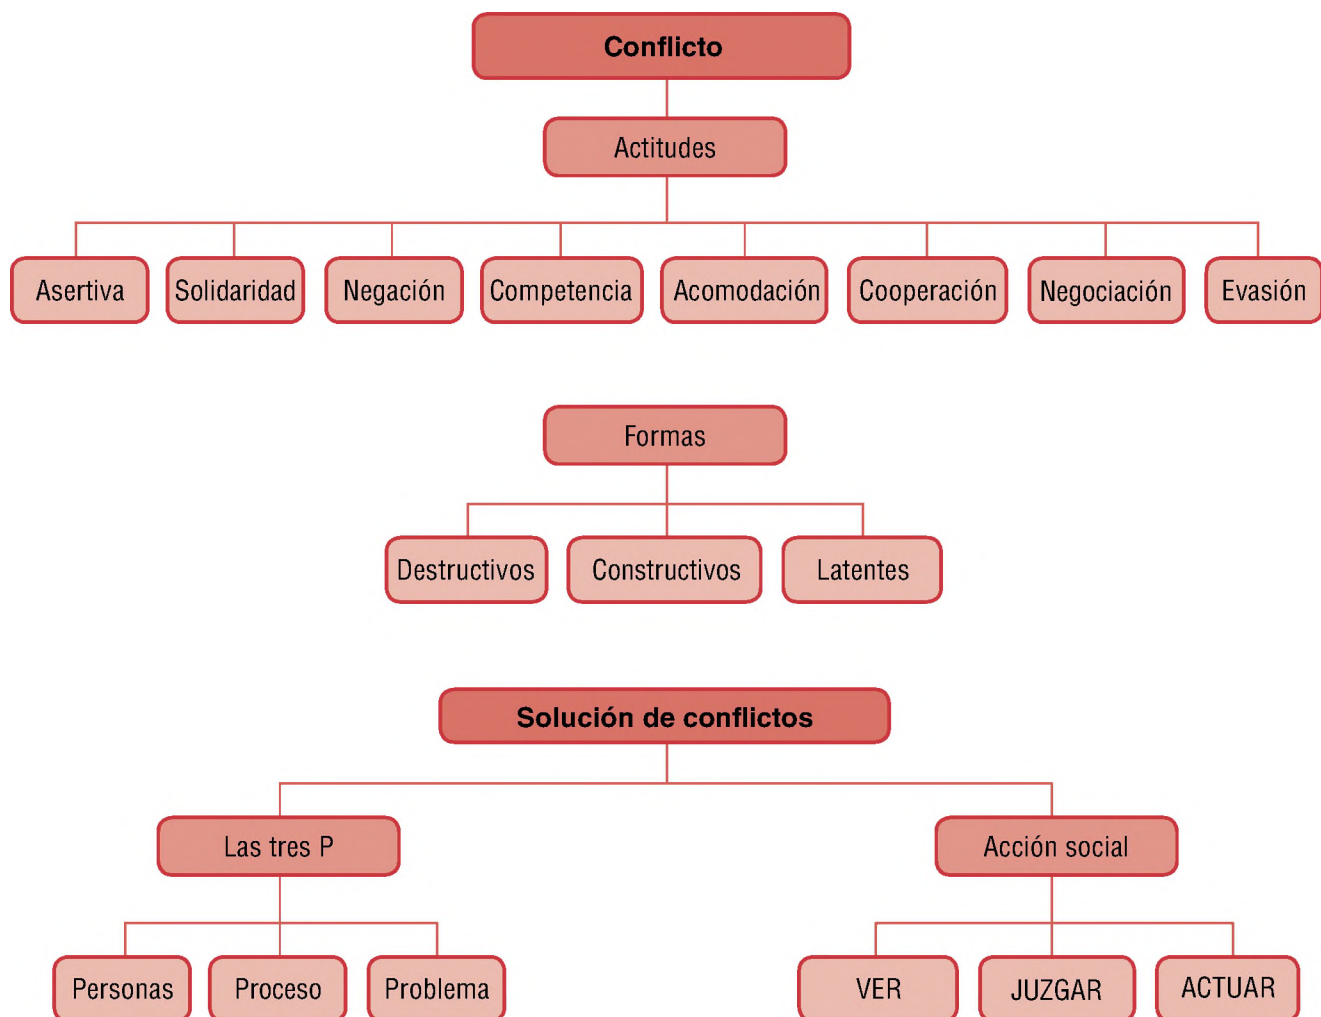 Conflicto
Actitudes
Asertiva
Solidaridad
Negación
Competencia
Acomodación
Cooperación
Negociación
Evasión
Formas
Destructivos
Constructivos
Latentes
Solución de conflictos
Las tres P
Acción social
Personas
Proceso
Problema
VER
JUZGAR
ACTUAR